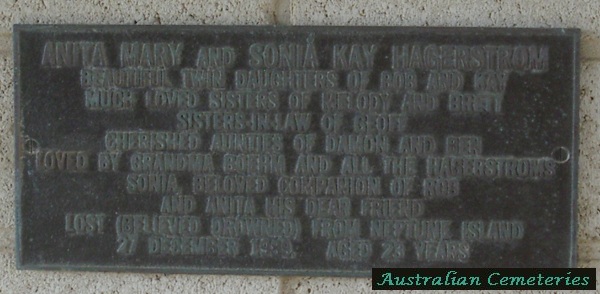 ANITA MARY AND SONIA KAY HAGERSTROM
BEAUTIFUL TWIN DAUGHTERS OF ROB AND KAY
MUCH LOVED SISTERS OF MELODY AND BRETT
SISTERS-IN-LAW OF GEOFF
CHERISHED AUNTIES OF DAMON AND BEN
LOVED BY GRANDMA BOEHM AND ALL THE HAGERSTROMS
SONIA, BELOVED COMPANION OF ROB
AND ANITA HIS DEAR FRIEND
LOST (BELIEVED DROWNED) FROM NEPTUNE ISLAND
27 DECEMBER AGED 23 YEARS
Australian Cemeteries